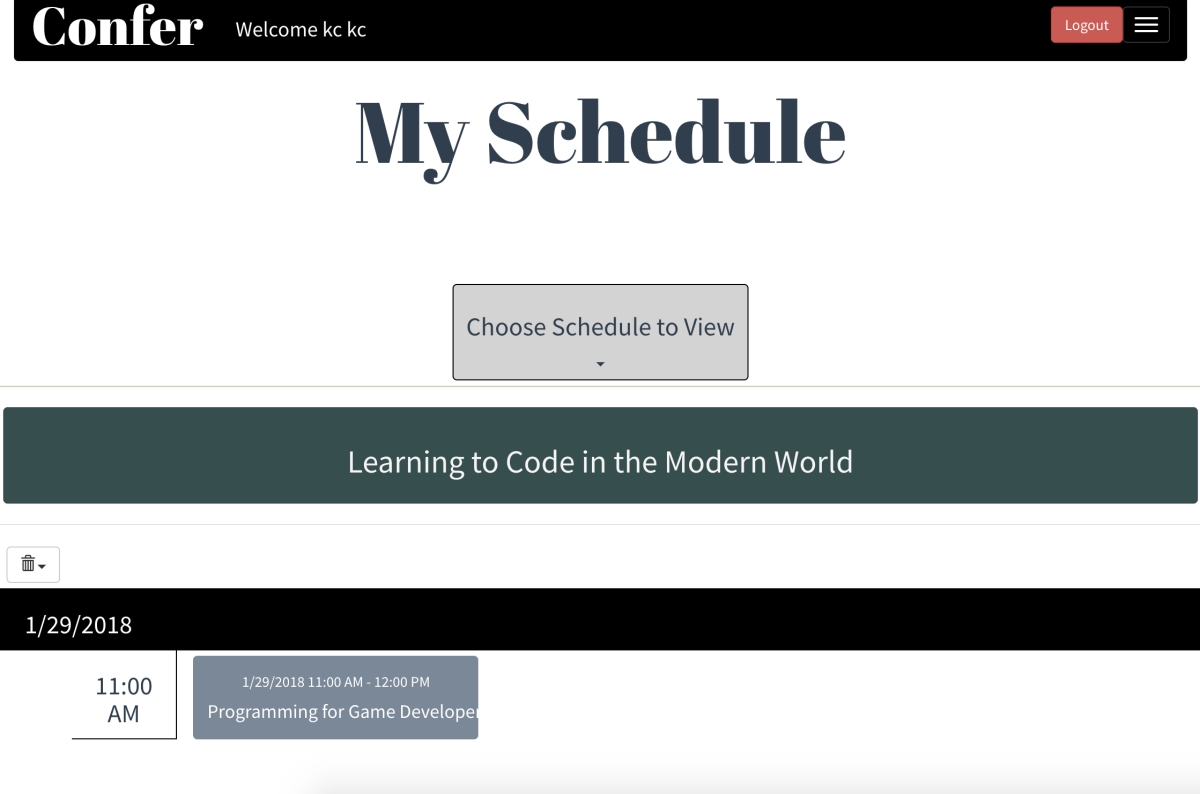 Confer
Welcome kc kc
Logout
My Schedule
Choose Schedule to View
Learning to Code in the Modern World
1/29/2018
11:00
AM
1/29/2018 11:00 AM - 12:00 PM
Programming for Game Developer